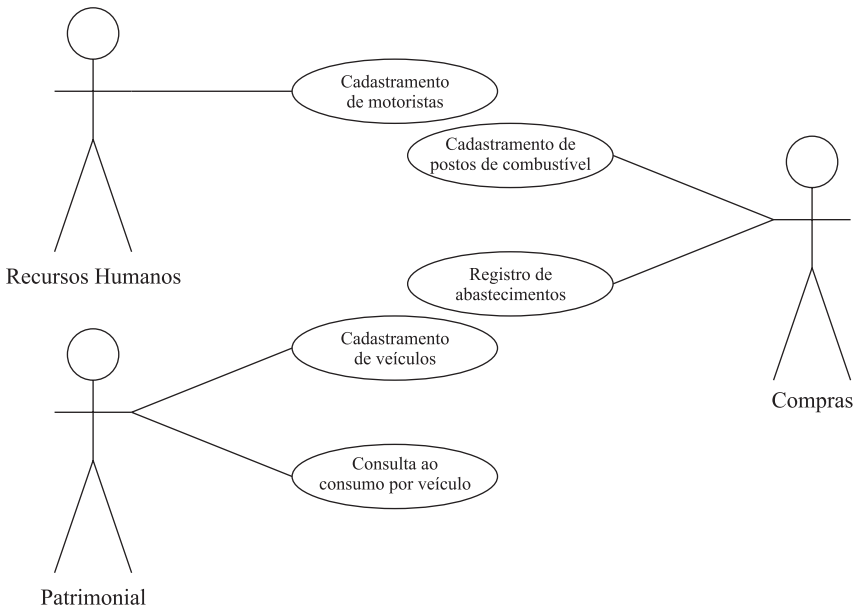 Cadastramento
de motoristas
Cadastramento de
postos de combustível
Recursos Humanos
Registro de
abastecimentos
Cadastramento
de veículos
Compras
Consulta ao
consumo por veículo
Patrimonial